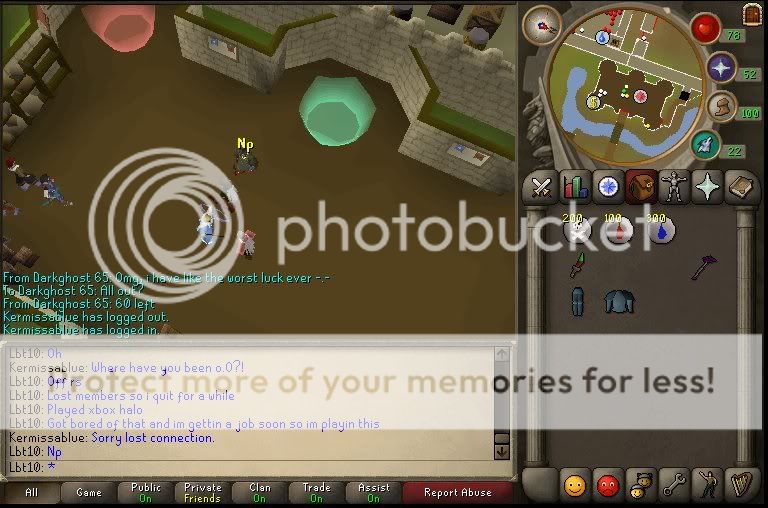 Np
78
52
100
22
200 100 300
photobucket
From Darkghost 65: Omg, i have like the worst luck ever -.-
To Darkghost 65: All out?
From Darkghost 65: 60 left
Kermissablue has logged out.
Kermissablue has logged in.
Lbt10: Oh
Kermissablue: Where have you been o.O?!
Lbt10: Off rs
Lbt10: Lost members so i quit for a while
Lbt10: Played xbox halo
Lbt10: Got bored of that and im gettin a job soon so im playin this
Kermissablue: Sorry lost connection.
Lbt10: Np
Lbt10: *
Protect more of your memories for less!
All
Game
Public
On
Private
Friends
Clan
On
Trade
On
Assist
On
Report Abuse